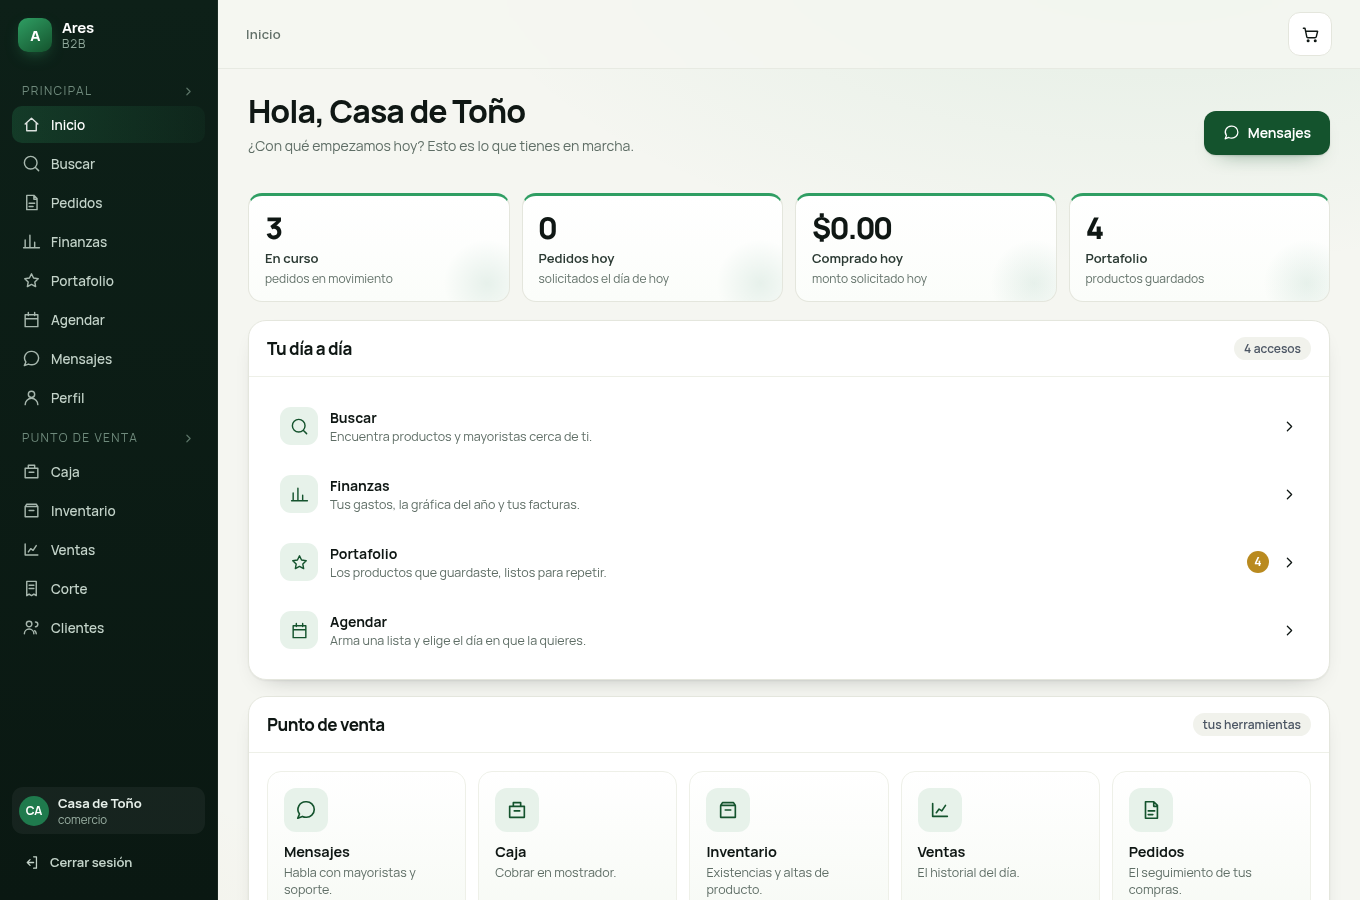 A
Ares
B2B
PRINCIPAL
Inicio
Buscar
Pedidos
Finanzas
Portafolio
Agendar
Mensajes
Perfil
PUNTO DE VENTA
Caja
Inventario
Ventas
Corte
Clientes
CA
Casa de Toño
comercio
Cerrar sesión
Inicio
Hola, Casa de Toño
¿Con qué empezamos hoy? Esto es lo que tienes en marcha.
Mensajes
3
En curso
pedidos en movimiento
0
Pedidos hoy
solicitados el día de hoy
$0.00
Comprado hoy
monto solicitado hoy
4
Portafolio
productos guardados
Tu día a día
4 accesos
Buscar
Encuentra productos y mayoristas cerca de ti.
Finanzas
Tus gastos, la gráfica del año y tus facturas.
Portafolio
Los productos que guardaste, listos para repetir.
4
Agendar
Arma una lista y elige el día en que la quieres.
Punto de venta
tus herramientas
Mensajes
Habla con mayoristas y
soporte.
Caja
Cobrar en mostrador.
Inventario
Existencias y altas de
producto.
Ventas
El historial del día.
Pedidos
El seguimiento de tus
compras.